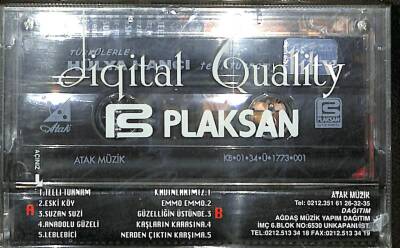 TÜRKÜLERLE
HÜLYA
Digital Quality
Atak
PLAKSAN
PLAKSAN
ATAK MÜZİK
KB•01•34•Ü•1773•001
1.TELLİ TURNAM
2.ESKİ KÖY
A 3.SUZAN SUZİ
4.ANADOLU GÜZELİ
5.LEBLEBİCİ
EMMO EMMO.2
GÜZELLİĞİN ÜSTÜNDE.3 B
KAŞLARIN KARASINA.4
NERDEN ÇIKTIN KARŞIMA.5
ATAK MÜZİK
TEL:0212.351 61 26-32-35
DAĞITIM
AĞDAŞ MÜZİK YAPIM DAĞITIM
İMÇ 6.BLOK NO:6530 UNKAPANI/İST.
TEL:0212.513 34 18 FAX:0212.513 34 19